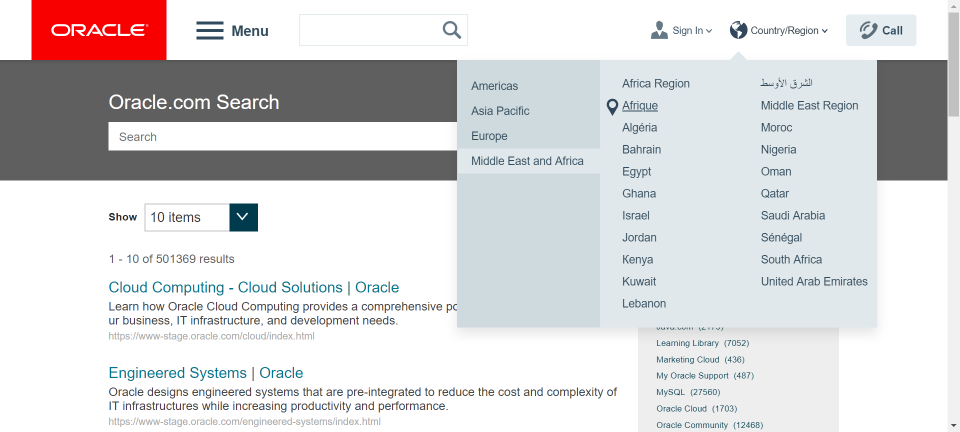 ORACLE
Menu
Sign In
Country/Region
Call
Americas
Asia Pacific
Europe
Middle East and Africa
Africa Region
Afrique
Algéria
Bahrain
Egypt
Ghana
Israel
Jordan
Kenya
Kuwait
Lebanon
الشرق الأوسط
Middle East Region
Moroc
Nigeria
Oman
Qatar
Saudi Arabia
Sénégal
South Africa
United Arab Emirates
Oracle.com Search
Search
Show
10 items
1 - 10 of 501369 results
Cloud Computing - Cloud Solutions | Oracle
Learn how Oracle Cloud Computing provides a comprehensive
ur business, IT infrastructure, and development needs.
https://www-stage.oracle.com/cloud/index.html
Engineered Systems | Oracle
Oracle designs engineered systems that are pre-integrated to reduce the cost and complexity of
IT infrastructures while increasing productivity and performance.
https://www-stage.oracle.com/engineered-systems/index.html
Java.com (2175)
Learning Library (7052)
Marketing Cloud (436)
My Oracle Support (487)
MySQL (27560)
Oracle Cloud (1703)
Oracle Community (12468)